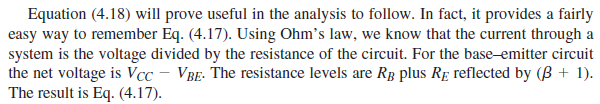 Equation (4.18) will prove useful in the analysis to follow. In fact, it provides a fairly
easy way to remember Eq. (4.17). Using Ohm's law, we know that the current through a
system is the voltage divided by the resistance of the circuit. For the base–emitter circuit
the net voltage is VCC − VBE. The resistance levels are RB plus RE reflected by (β + 1).
The result is Eq. (4.17).